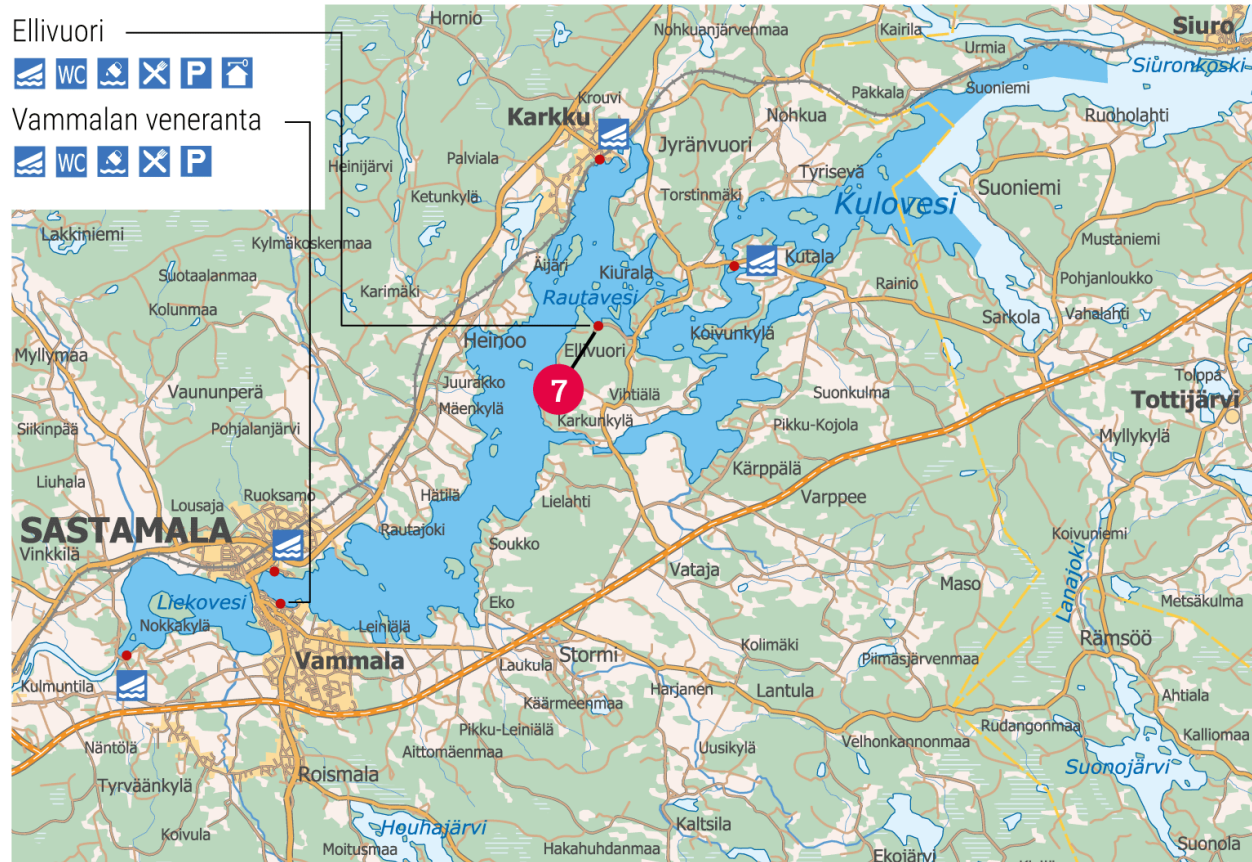 Ellivuori
WC
P
Vammalan veneranta
WC
P
Hornio
Nohkuanjärvenmaa
Kairila
Siuro
Urmia
Siuronkoski
Krouvi
Karkku
Pakkala
Suoniemi
Nohkua
Ruoholahti
Jyränvuori
Heinijärvi
Palviala
Tyrisevä
Ketunkylä
Torstinmäki
Suoniemi
Kulovesi
Lakkiniemi
Kylmäkoskenmaa
Mustaniemi
Kutala
Suotaalanmaa
Äijäri
Kiurala
Rainio
Pohjanloukko
Karimäki
Rautavesi
Kolunmaa
Sarkola
Vahalahti
Heinoo
Koivunkylä
Myllymaa
Ellivuori
Juurakko
7
Tolppa
Vaununperä
Vihtiälä
Suonkulma
Tottijärvi
Mäenkylä
Karkunkylä
Siikinpää
Pohjalanjärvi
Pikku-Kojola
Myllykylä
Liuhala
Ruoksamo
Kärppälä
Hätilä
Lielahti
Varppee
Lousaja
SASTAMALA
Rautajoki
Koivuniemi
Soukko
Vinkkilä
Vataja
Maso
Lanajoki
Liekovesi
Eko
Metsäkulma
Nokkakylä
Leiniälä
Rämsöö
Kolimäki
Vammala
Laukula
Stormi
Piimäsjärvenmaa
Kulmuntila
Harjanen
Lantula
Ahtiala
Käärmeenmaa
Rudangonmaa
Pikku-Leiniälä
Kalliomaa
Näntölä
Aittomäenmaa
Uusikylä
Velhonkannonmaa
Roismala
Suonojärvi
Tyrväänkylä
Kaltsila
Houhajärvi
Koivula
Moitusmaa
Hakahuhdanmaa
Suonola
Ekojärvi